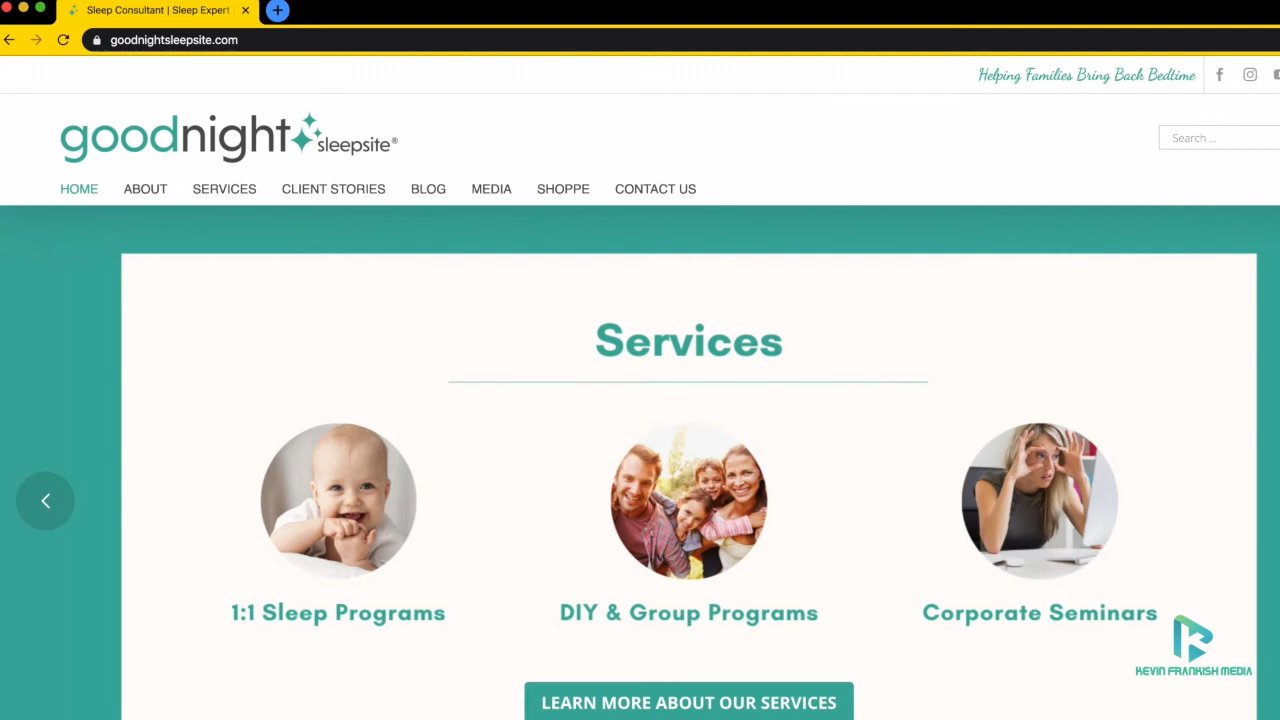 Sleep Consultant | Sleep Expert
goodnightsleepsite.com
Helping Families Bring Back Bedtime
goodnight sleepsite®
Search ...
HOME ABOUT SERVICES CLIENT STORIES BLOG MEDIA SHOPPE CONTACT US
Services
1:1 Sleep Programs DIY & Group Programs Corporate Seminars
KEVIN FRANKISH MEDIA
LEARN MORE ABOUT OUR SERVICES